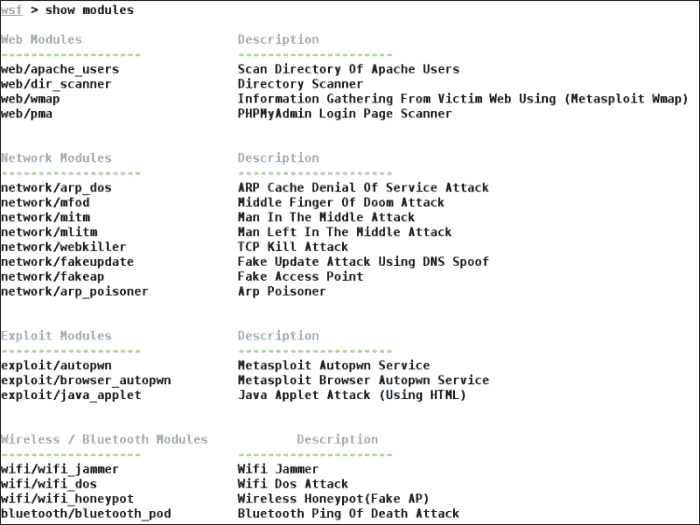 wsf > show modules
Web Modules Description
------------------- ---------------------
web/apache_users Scan Directory Of Apache Users
web/dir_scanner Directory Scanner
web/wmap Information Gathering From Victim Web Using (Metasploit Wmap)
web/pma PHPMyAdmin Login Page Scanner
Network Modules Description
------------------- ---------------------
network/arp_dos ARP Cache Denial Of Service Attack
network/mfod Middle Finger Of Doom Attack
network/mitm Man In The Middle Attack
network/mlitm Man Left In The Middle Attack
network/webkiller TCP Kill Attack
network/fakeupdate Fake Update Attack Using DNS Spoof
network/fakeap Fake Access Point
network/arp_poisoner Arp Poisoner
Exploit Modules Description
------------------- ---------------------
exploit/autopwn Metasploit Autopwn Service
exploit/browser_autopwn Metasploit Browser Autopwn Service
exploit/java_applet Java Applet Attack (Using HTML)
Wireless / Bluetooth Modules Description
------------------- ---------------------
wifi/wifi_jammer Wifi Jammer
wifi/wifi_dos Wifi Dos Attack
wifi/wifi_honeypot Wireless Honeypot(Fake AP)
bluetooth/bluetooth_pod Bluetooth Ping Of Death Attack